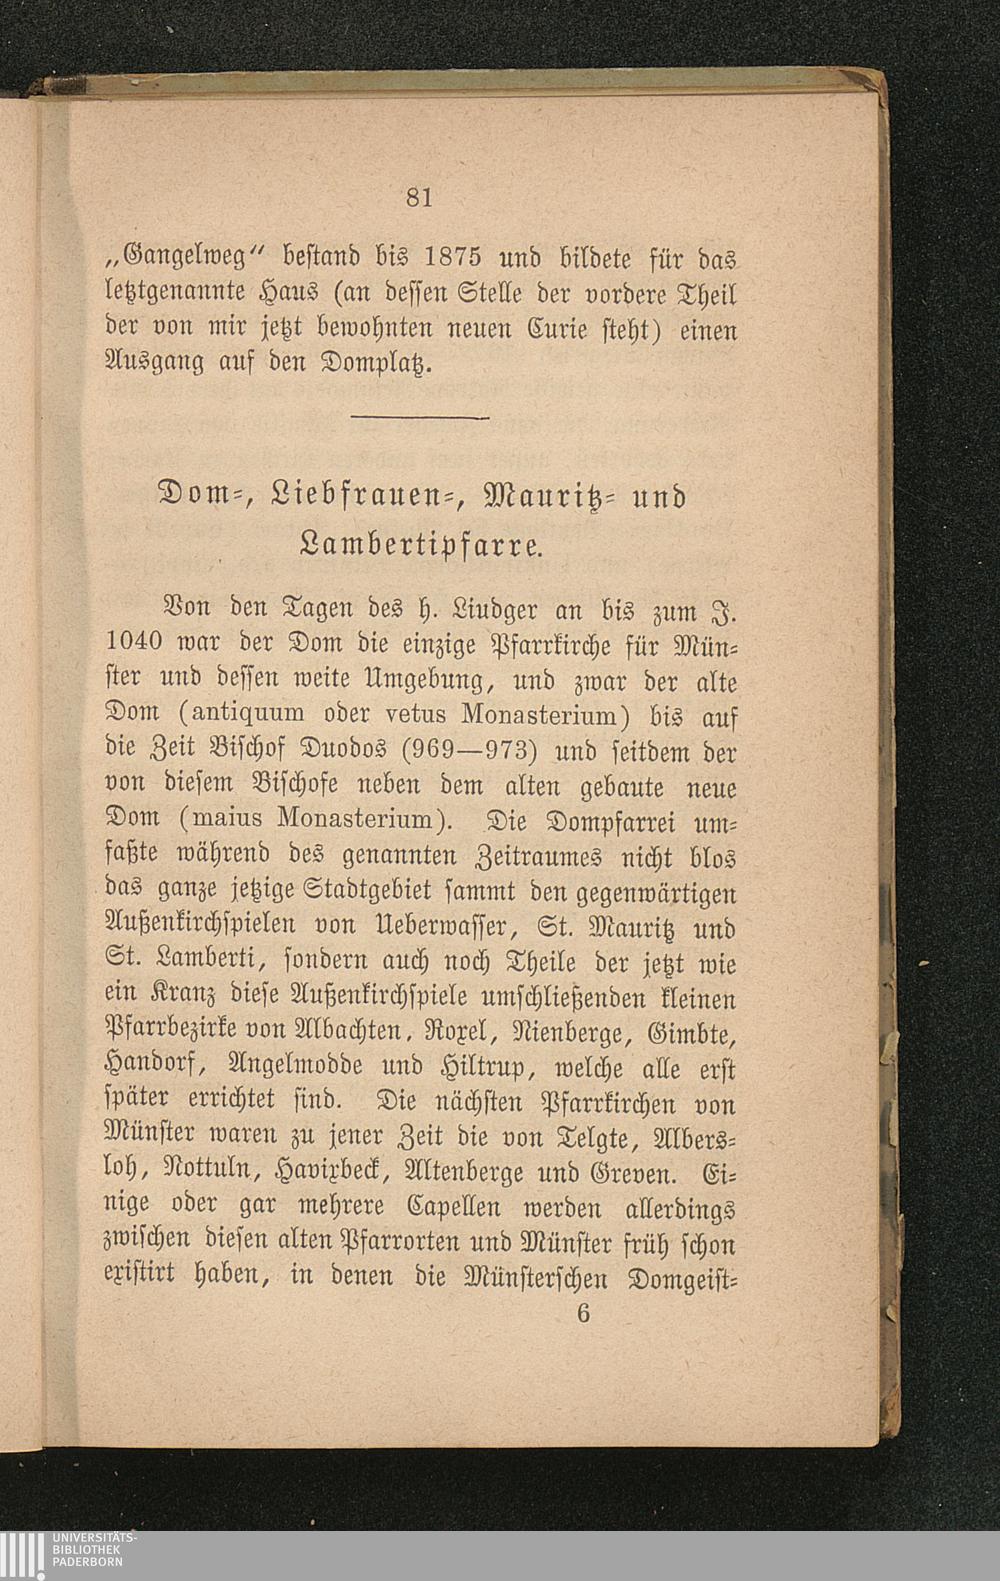 81
„Gangelweg“ bestand bis 1875 und bildete für das
letztgenannte Haus (an dessen Stelle der vordere Theil
der von mir jetzt bewohnten neuen Curie steht) einen
Ausgang auf den Domplatz.
Dom-, Liebfrauen-, Mauritz- und
Lambertipfarre.
Von den Tagen des h. Liudger an bis zum J.
1040 war der Dom die einzige Pfarrkirche für Mün-
ster und dessen weite Umgebung, und zwar der alte
Dom (antiquum oder vetus Monasterium) bis auf
die Zeit Bischof Duodos (969—973) und seitdem der
von diesem Bischofe neben dem alten gebaute neue
Dom (maius Monasterium). Die Dompfarrei um-
faßte während des genannten Zeitraumes nicht blos
das ganze jetzige Stadtgebiet sammt den gegenwärtigen
Außenkirchspielen von Ueberwasser, St. Mauritz und
St. Lamberti, sondern auch noch Theile der jetzt wie
ein Kranz diese Außenkirchspiele umschließenden kleinen
Pfarrbezirke von Albachten, Roxel, Nienberge, Gimbte,
Handorf, Angelmodde und Hiltrup, welche alle erst
später errichtet sind. Die nächsten Pfarrkirchen von
Münster waren zu jener Zeit die von Telgte, Albers-
loh, Nottuln, Havixbeck, Altenberge und Greven. Ei-
nige oder gar mehrere Capellen werden allerdings
zwischen diesen alten Pfarrorten und Münster früh schon
existirt haben, in denen die Münsterschen Domgeist-
6
UNIVERSITÄTS-
BIBLIOTHEK
PADERBORN